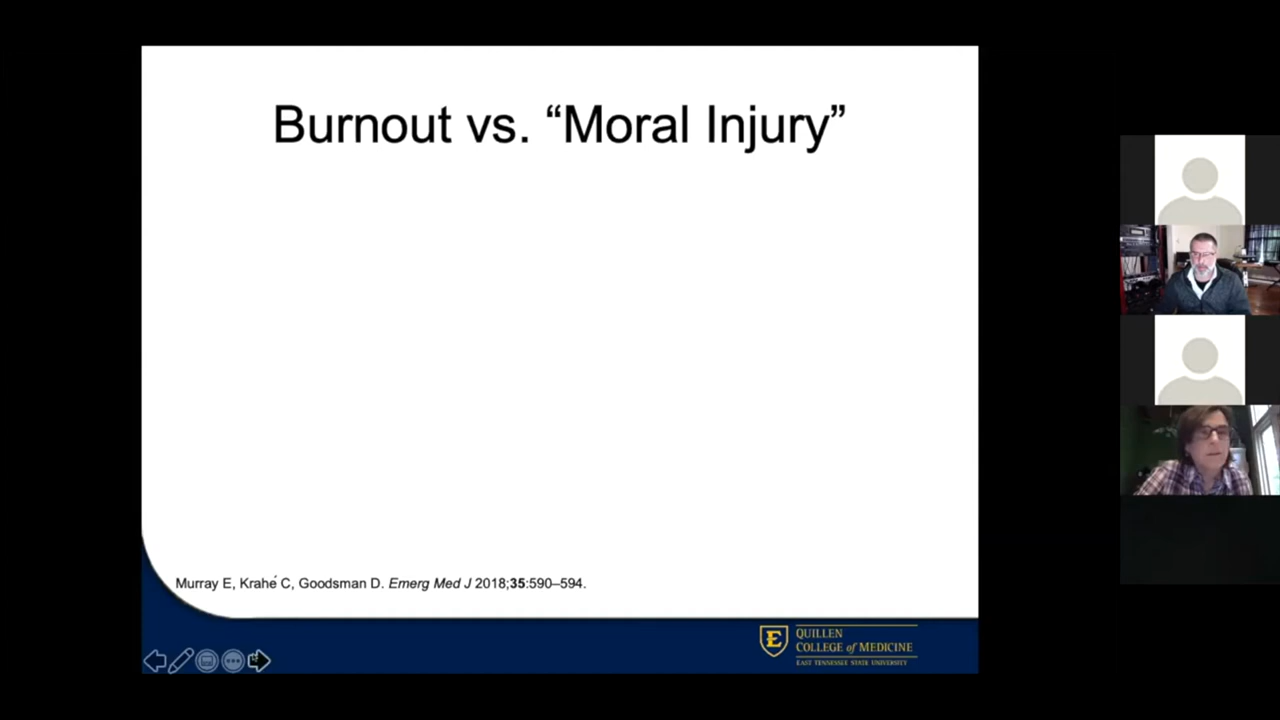 Burnout vs. “Moral Injury”
Murray E, Krahé C, Goodsman D. Emerg Med J 2018;35:590–594.
E
QUILLEN
COLLEGE of MEDICINE
EAST TENNESSEE STATE UNIVERSITY